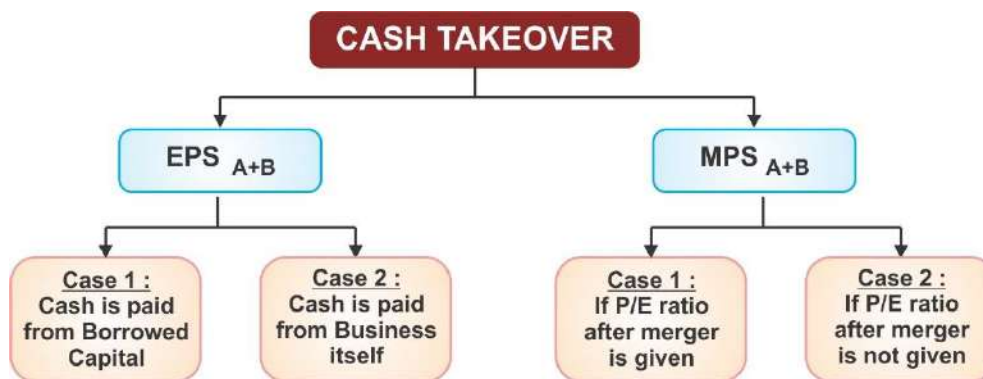 CASH TAKEOVER
EPS A+B
MPS A+B
Case 1 :
Cash is paid
from Borrowed
Capital
Case 2 :
Cash is paid
from Business
itself
Case 1 :
If P/E ratio
after merger
is given
Case 2 :
If P/E ratio
after merger
is not given